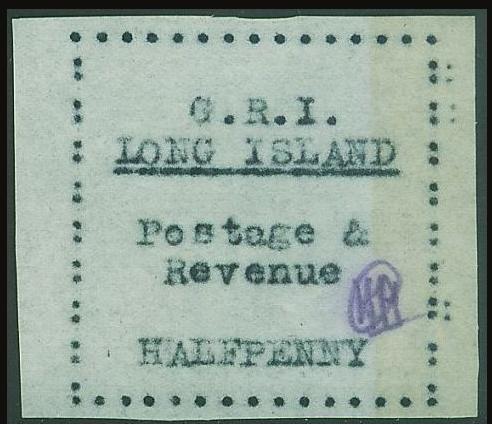 G.R.I.
LONG ISLAND
Postage &
Revenue
HALFPENNY